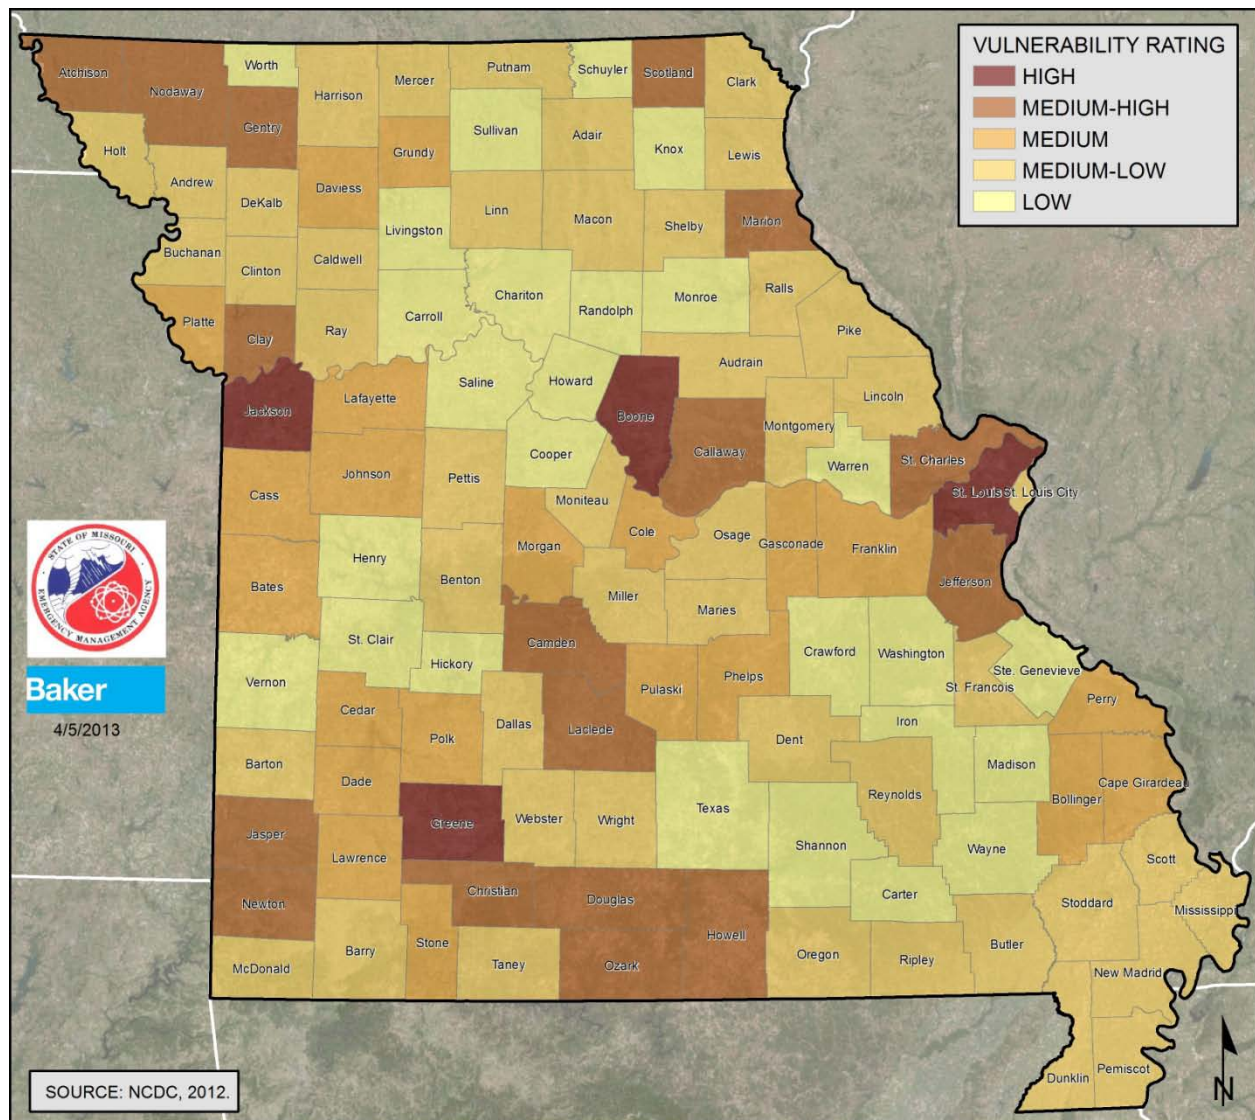 VULNERABILITY RATING
HIGH
MEDIUM-HIGH
MEDIUM
MEDIUM-LOW
LOW
Atchison
Nodaway
Worth
Gentry
Harrison
Mercer
Putnam
Schuyler
Scotland
Clark
Holt
Andrew
DeKalb
Daviess
Grundy
Sullivan
Adair
Knox
Lewis
Buchanan
Clinton
Caldwell
Livingston
Linn
Macon
Shelby
Marion
Platte
Clay
Ray
Carroll
Chariton
Randolph
Monroe
Ralls
Pike
Jackson
Lafayette
Saline
Howard
Boone
Audrain
Callaway
Montgomery
Lincoln
Warren
St. Charles
St. Louis
St. Louis City
Cass
Johnson
Pettis
Cooper
Moniteau
Cole
Osage
Gasconade
Franklin
Jefferson
Bates
Henry
Benton
Morgan
Miller
Maries
STATE OF MISSOURI
EMERGENCY MANAGEMENT AGENCY
Baker
4/5/2013
Vernon
St. Clair
Hickory
Camden
Pulaski
Phelps
Crawford
Washington
St. Francois
Ste. Genevieve
Perry
Cedar
Polk
Dallas
Laclede
Dent
Iron
Madison
Bollinger
Cape Girardeau
Barton
Dade
Greene
Webster
Wright
Texas
Reynolds
Shannon
Wayne
Jasper
Lawrence
Christian
Douglas
Howell
Carter
Stoddard
Scott
Mississippi
Newton
McDonald
Barry
Stone
Taney
Ozark
Oregon
Ripley
Butler
New Madrid
Dunklin
Pemiscot
N
SOURCE: NCDC, 2012.